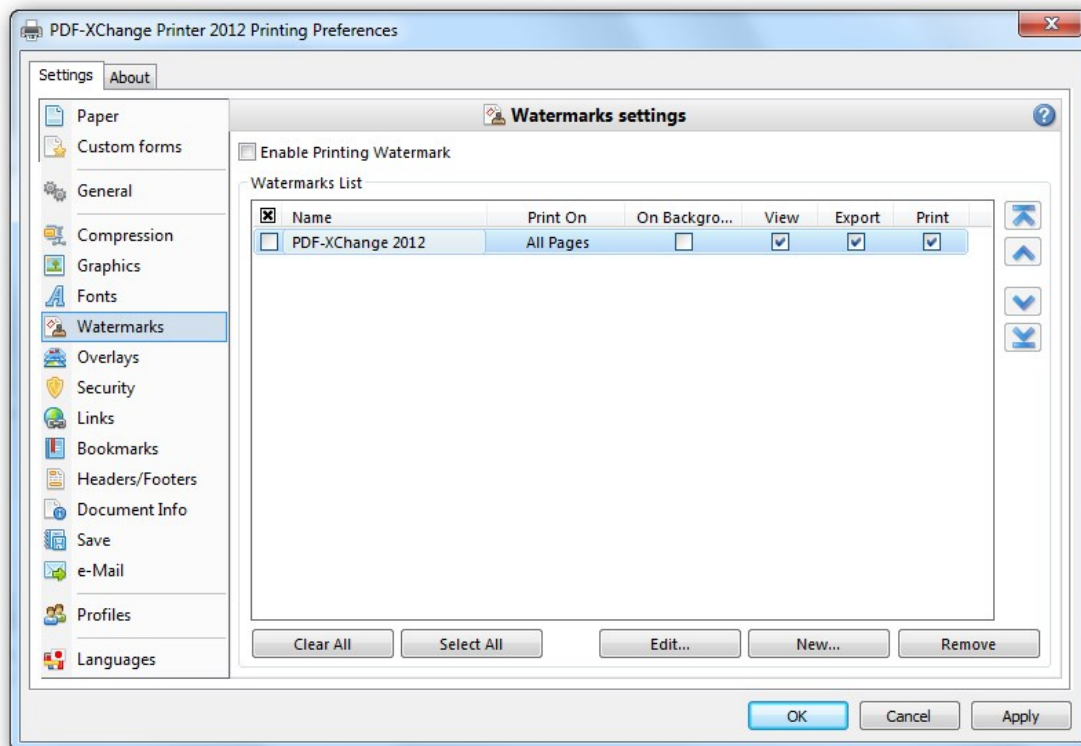 PDF-XChange Printer 2012 Printing Preferences
Settings About
Paper
Custom forms
General
Compression
Graphics
Fonts
Watermarks
Overlays
Security
Links
Bookmarks
Headers/Footers
Document Info
Save
e-Mail
Profiles
Languages
Watermarks settings
Enable Printing Watermark
Watermarks List
Name Print On On Backgro... View Export Print
PDF-XChange 2012 All Pages
Clear All Select All Edit... New... Remove
OK Cancel Apply